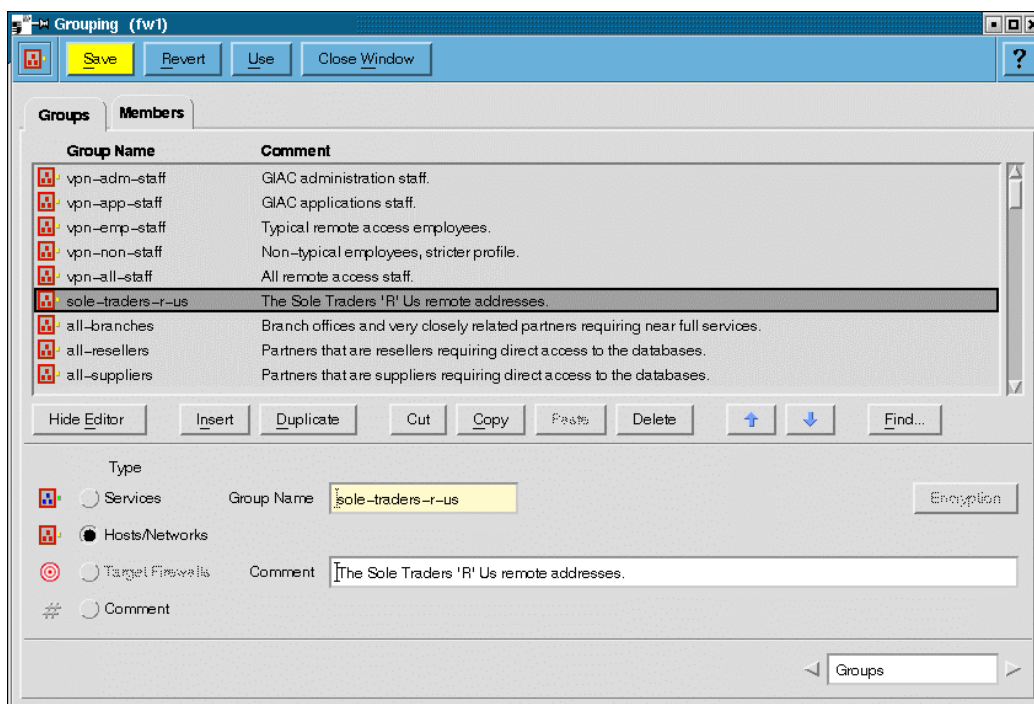 Grouping (fw1)
Save Revert Use Close Window ?
Groups Members
Group Name Comment
vpn-adm-staff GIAC administration staff.
vpn-app-staff GIAC applications staff.
vpn-emp-staff Typical remote access employees.
vpn-non-staff Non-typical employees, stricter profile.
vpn-all-staff All remote access staff.
sole-traders-r-us The Sole Traders 'R' Us remote addresses.
all-branches Branch offices and very closely related partners requiring near full services.
all-resellers Partners that are resellers requiring direct access to the databases.
all-suppliers Partners that are suppliers requiring direct access to the databases.
Hide Editor Insert Duplicate Cut Copy Paste Delete Find...
Type
Services Group Name sole-traders-r-us Encryption
Hosts/Networks
Target Firewalls Comment The Sole Traders 'R' Us remote addresses.
# Comment
Groups